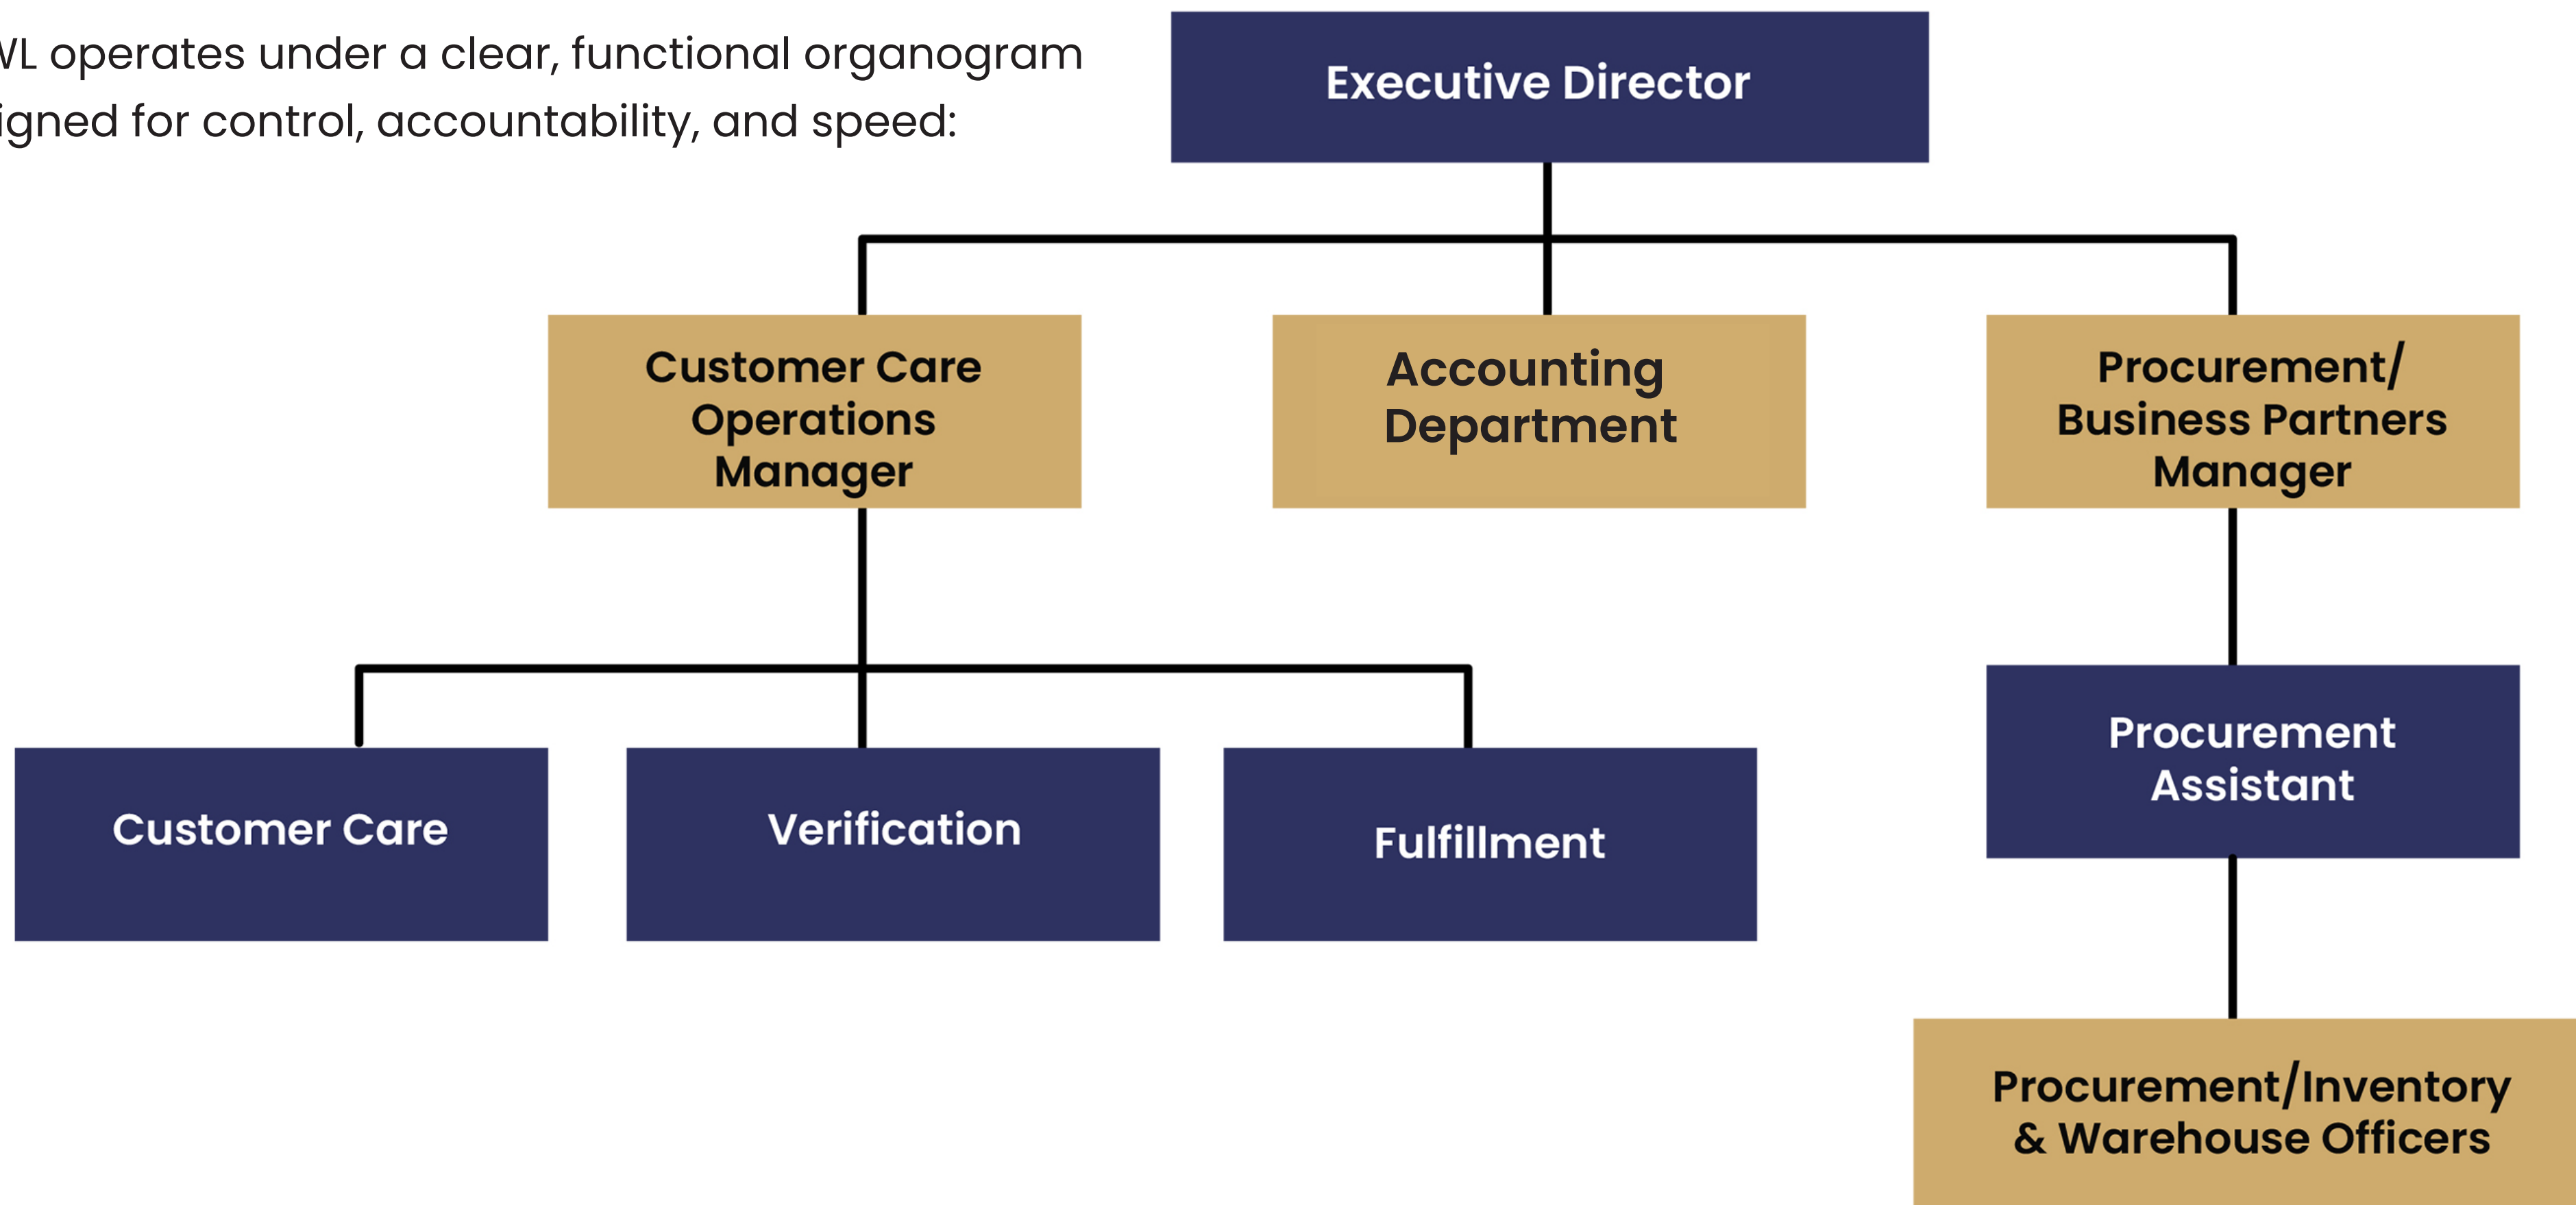 WL operates under a clear, functional organogram
igned for control, accountability, and speed:
Executive Director
Customer Care
Operations
Manager
Accounting
Department
Procurement/
Business Partners
Manager
Customer Care
Verification
Fulfillment
Procurement
Assistant
Procurement/Inventory
& Warehouse Officers